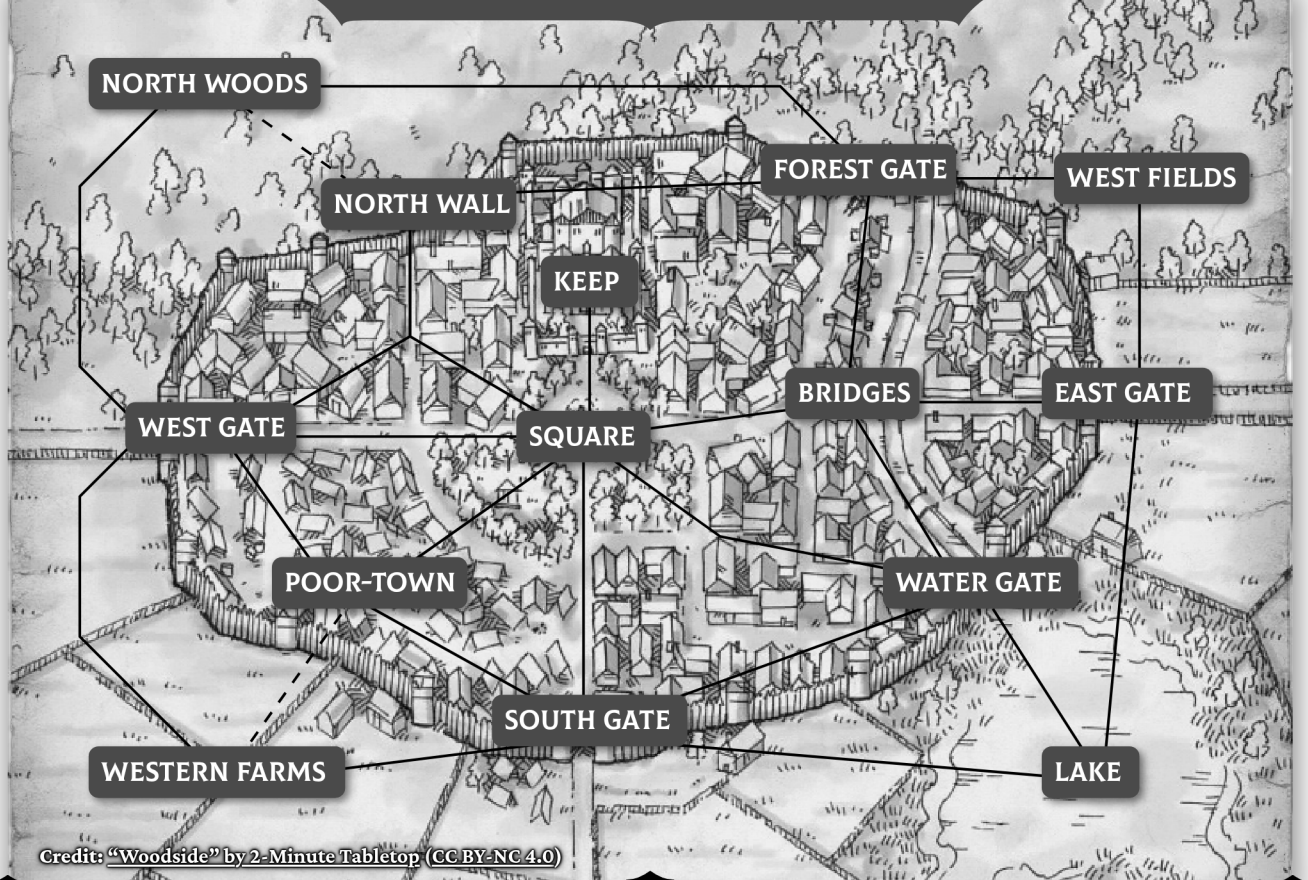 NORTH WOODS
FOREST GATE
WEST FIELDS
NORTH WALL
KEEP
BRIDGES
EAST GATE
WEST GATE
SQUARE
POOR-TOWN
WATER GATE
SOUTH GATE
WESTERN FARMS
LAKE
Credit: “Woodside” by 2-Minute Tabletop (CC BY-NC 4.0)